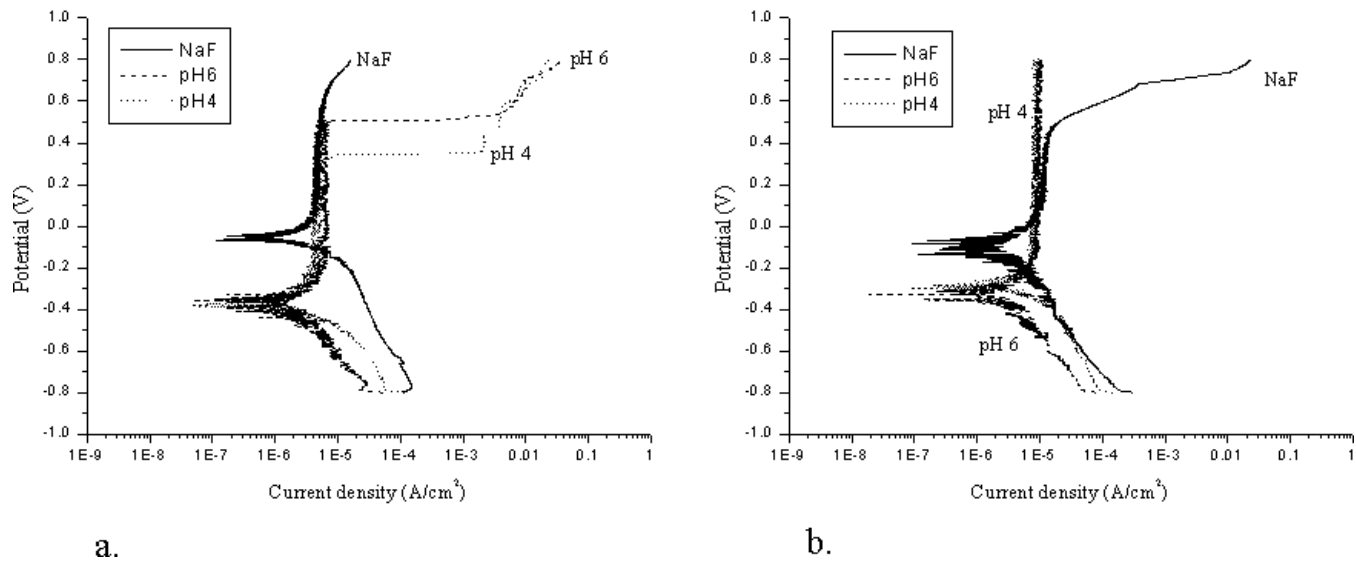 1.0
0.8
0.6
0.4
0.2
0.0
-0.2
-0.4
-0.6
-0.8
-1.0
Potential (V)
NaF
pH6
pH4
NaF
pH 6
pH 4
1E-9 1E-8 1E-7 1E-6 1E-5 1E-4 1E-3 0.01 0.1 1
Current density (A/cm²)
a.
1.0
0.8
0.6
0.4
0.2
0.0
-0.2
-0.4
-0.6
-0.8
-1.0
Potential (V)
NaF
pH6
pH4
NaF
pH 4
pH 6
1E-9 1E-8 1E-7 1E-6 1E-5 1E-4 1E-3 0.01 0.1 1
Current density (A/cm²)
b.